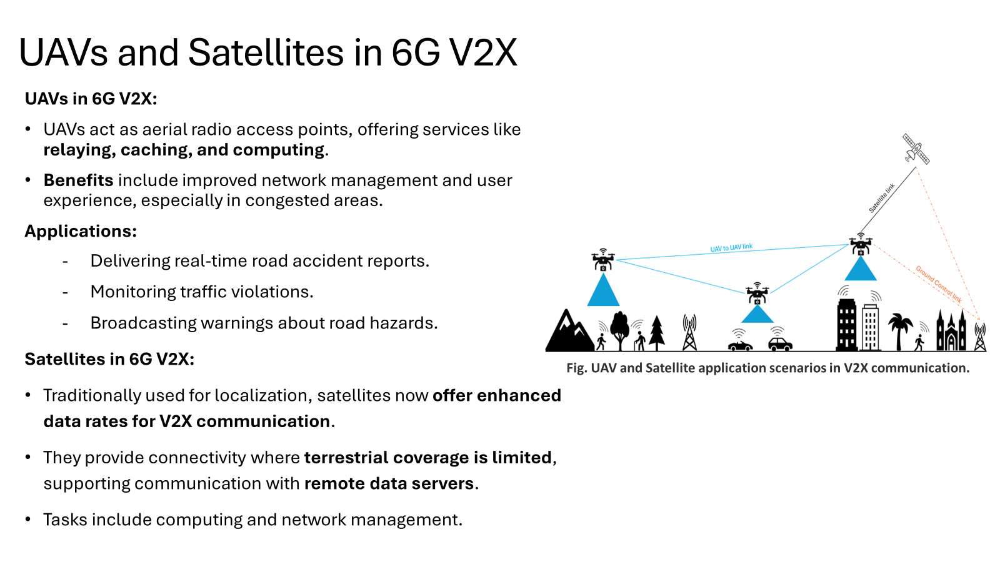 UAVs and Satellites in 6G V2X
UAVs in 6G V2X:
• UAVs act as aerial radio access points, offering services like
relaying, caching, and computing.
• Benefits include improved network management and user
experience, especially in congested areas.
Applications:
- Delivering real-time road accident reports.
- Monitoring traffic violations.
- Broadcasting warnings about road hazards.
Satellites in 6G V2X:
• Traditionally used for localization, satellites now offer enhanced
data rates for V2X communication.
• They provide connectivity where terrestrial coverage is limited,
supporting communication with remote data servers.
• Tasks include computing and network management.
Satellite link
UAV to UAV link
Ground Control link
Fig. UAV and Satellite application scenarios in V2X communication.